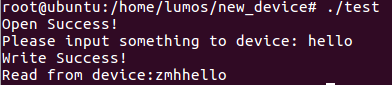 root@ubuntu:/home/lumos/new_device# ./test
Open Success!
Please input something to device: hello
Write Success!
Read from device:zmhhello